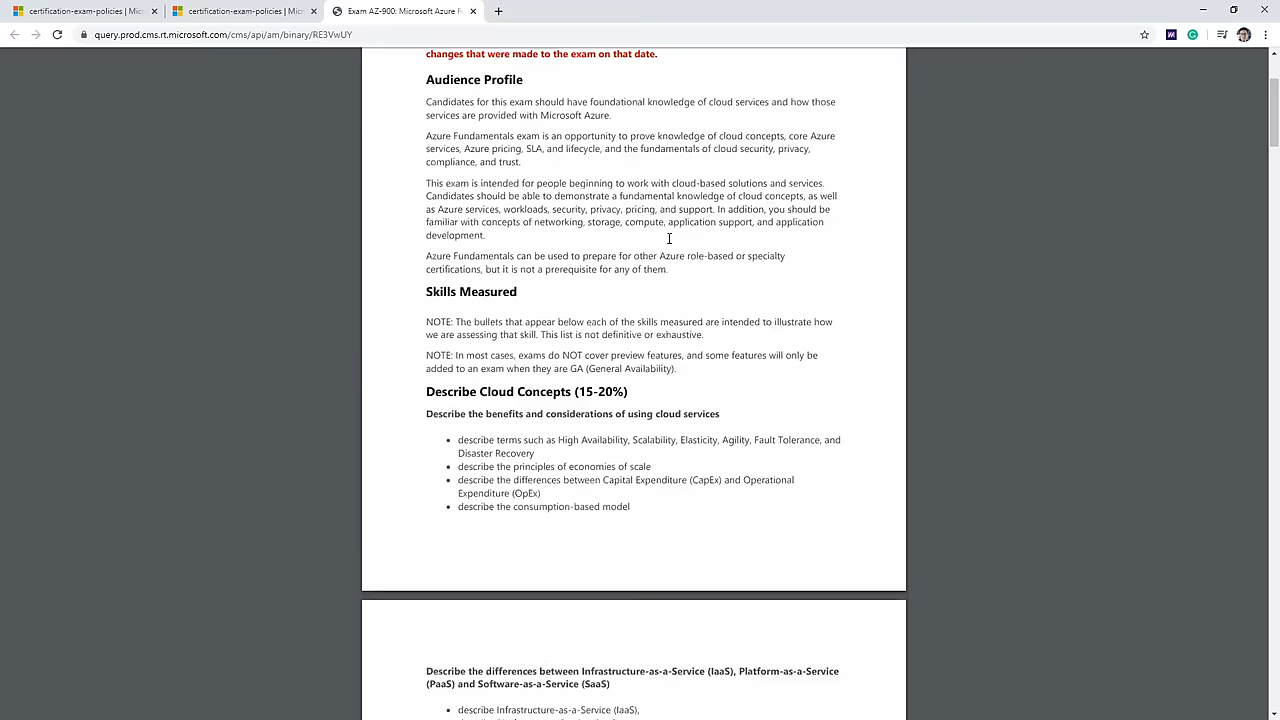 certification-exam-policies | Mic
certification-exam-policies | Mic
Exam AZ-900: Microsoft Azure F
query.prod.cms.rt.microsoft.com/cms/api/am/binary/RE3VwUY
changes that were made to the exam on that date.
Audience Profile
Candidates for this exam should have foundational knowledge of cloud services and how those
services are provided with Microsoft Azure.
Azure Fundamentals exam is an opportunity to prove knowledge of cloud concepts, core Azure
services, Azure pricing, SLA, and lifecycle, and the fundamentals of cloud security, privacy,
compliance, and trust.
This exam is intended for people beginning to work with cloud-based solutions and services.
Candidates should be able to demonstrate a fundamental knowledge of cloud concepts, as well
as Azure services, workloads, security, privacy, pricing, and support. In addition, you should be
familiar with concepts of networking, storage, compute, application support, and application
development.
Azure Fundamentals can be used to prepare for other Azure role-based or specialty
certifications, but it is not a prerequisite for any of them.
Skills Measured
NOTE: The bullets that appear below each of the skills measured are intended to illustrate how
we are assessing that skill. This list is not definitive or exhaustive.
NOTE: In most cases, exams do NOT cover preview features, and some features will only be
added to an exam when they are GA (General Availability).
Describe Cloud Concepts (15-20%)
Describe the benefits and considerations of using cloud services
• describe terms such as High Availability, Scalability, Elasticity, Agility, Fault Tolerance, and
Disaster Recovery
• describe the principles of economies of scale
• describe the differences between Capital Expenditure (CapEx) and Operational
Expenditure (OpEx)
• describe the consumption-based model
Describe the differences between Infrastructure-as-a-Service (IaaS), Platform-as-a-Service
(PaaS) and Software-as-a-Service (SaaS)
• describe Infrastructure-as-a-Service (IaaS),